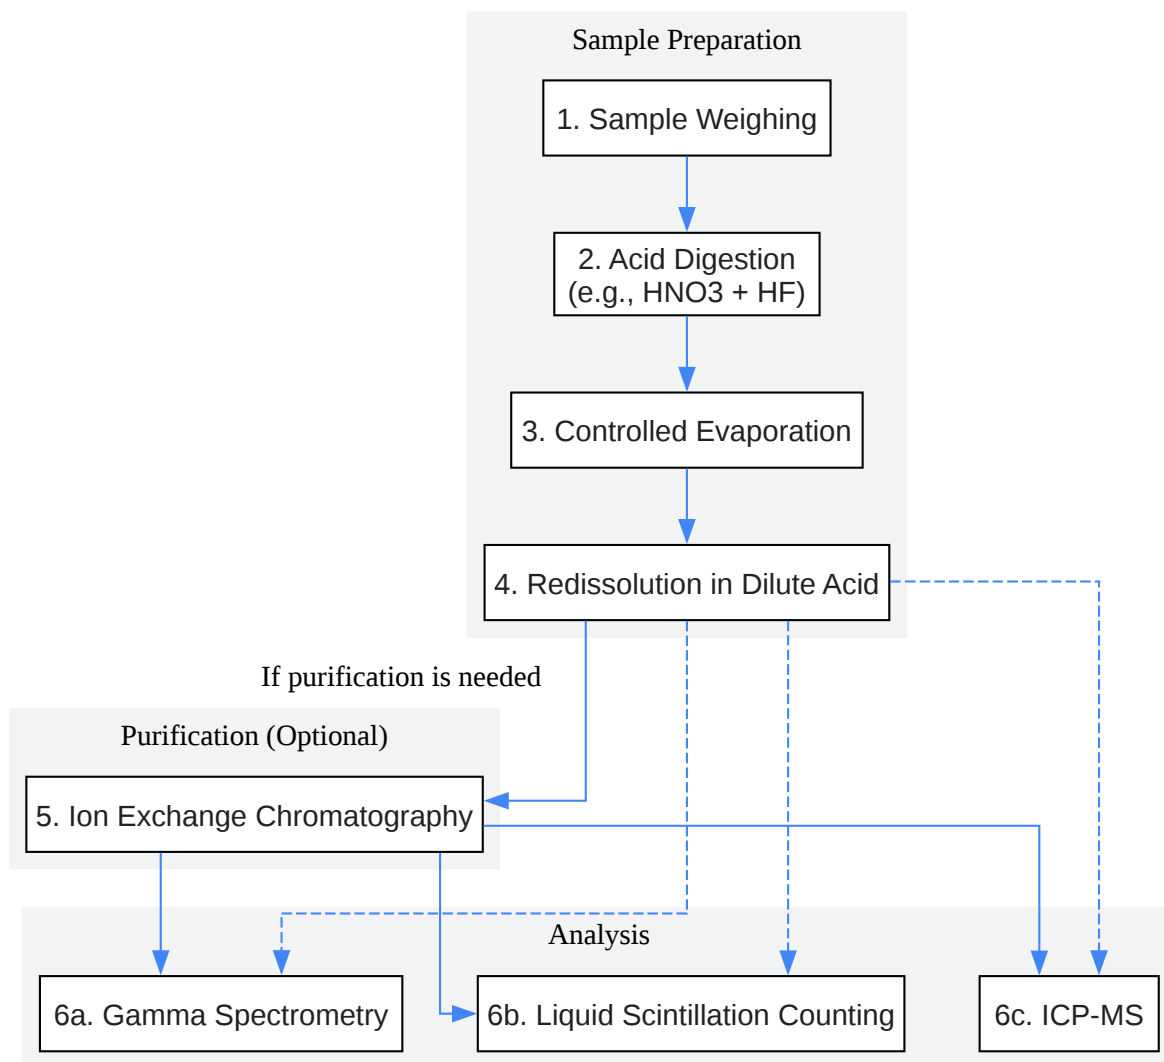 Sample Preparation
1. Sample Weighing
2. Acid Digestion
(e.g., HNO3 + HF)
3. Controlled Evaporation
4. Redissolution in Dilute Acid
If purification is needed
Purification (Optional)
5. Ion Exchange Chromatography
Analysis
6a. Gamma Spectrometry
6b. Liquid Scintillation Counting
6c. ICP-MS